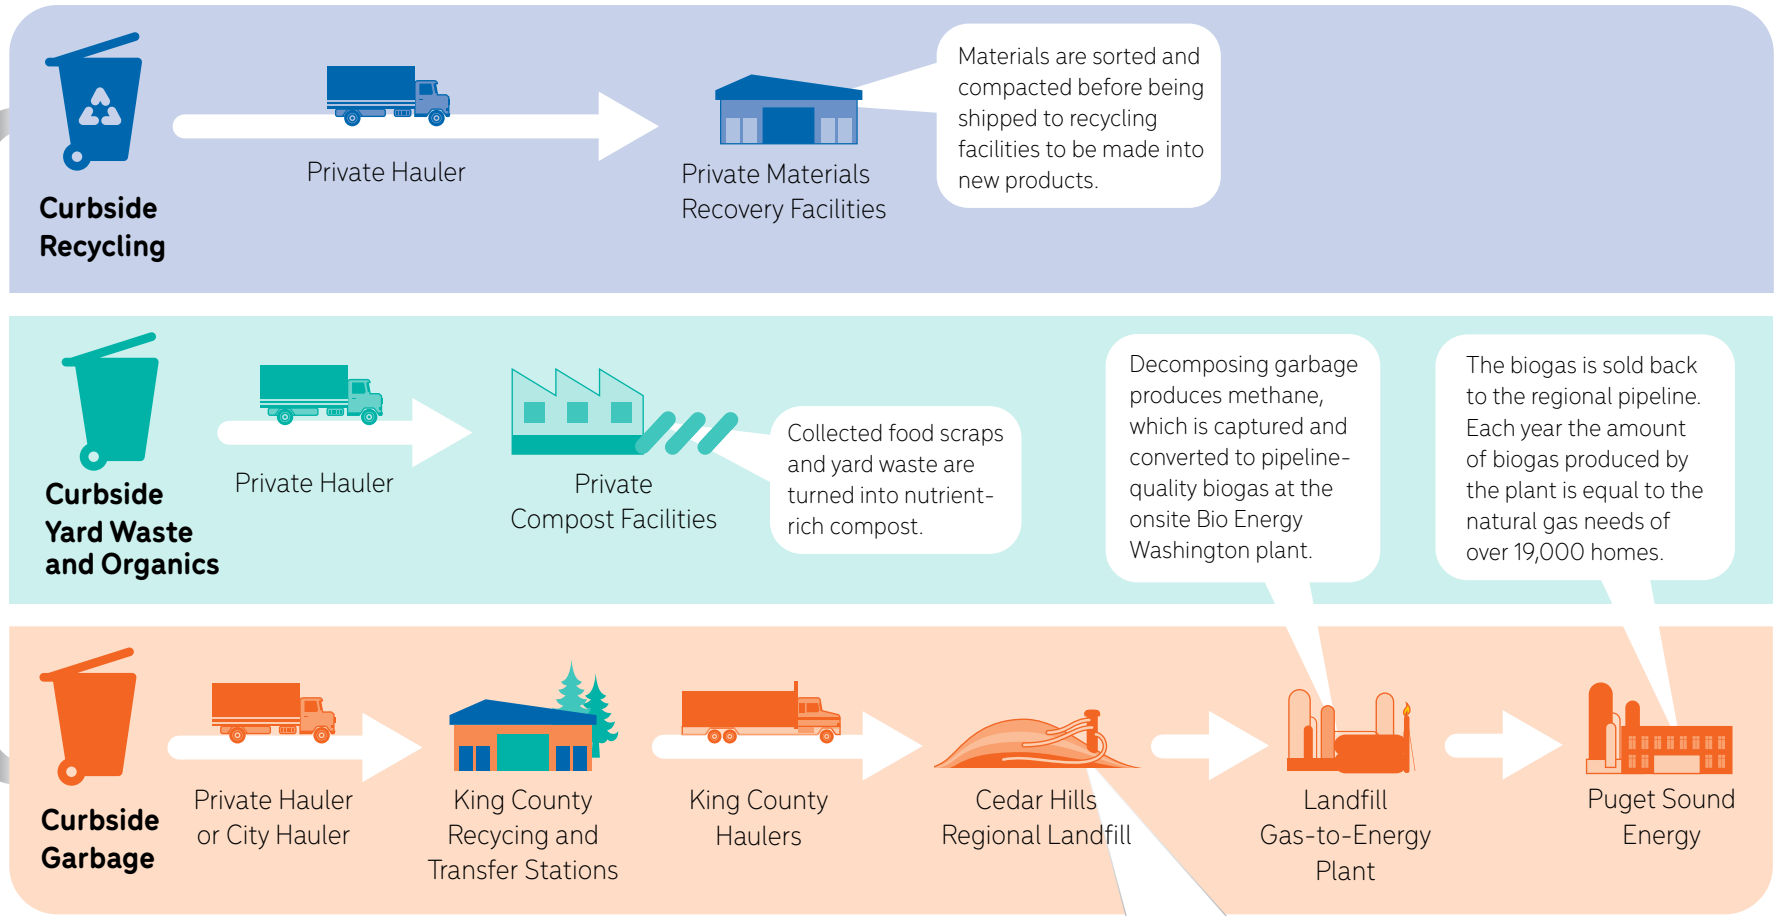 Curbside
Recycling
Private Hauler
Private Materials
Recovery Facilities
Materials are sorted and
compacted before being
shipped to recycling
facilities to be made into
new products.
Curbside
Yard Waste
and Organics
Private Hauler
Private
Compost Facilities
Collected food scraps
and yard waste are
turned into nutrient-
rich compost.
Decomposing garbage
produces methane,
which is captured and
converted to pipeline-
quality biogas at the
onsite Bio Energy
Washington plant.
The biogas is sold back
to the regional pipeline.
Each year the amount
of biogas produced by
the plant is equal to the
natural gas needs of
over 19,000 homes.
Curbside
Garbage
Private Hauler
or City Hauler
King County
Recycing and
Transfer Stations
King County
Haulers
Cedar Hills
Regional Landfill
Landfill
Gas-to-Energy
Plant
Puget Sound
Energy